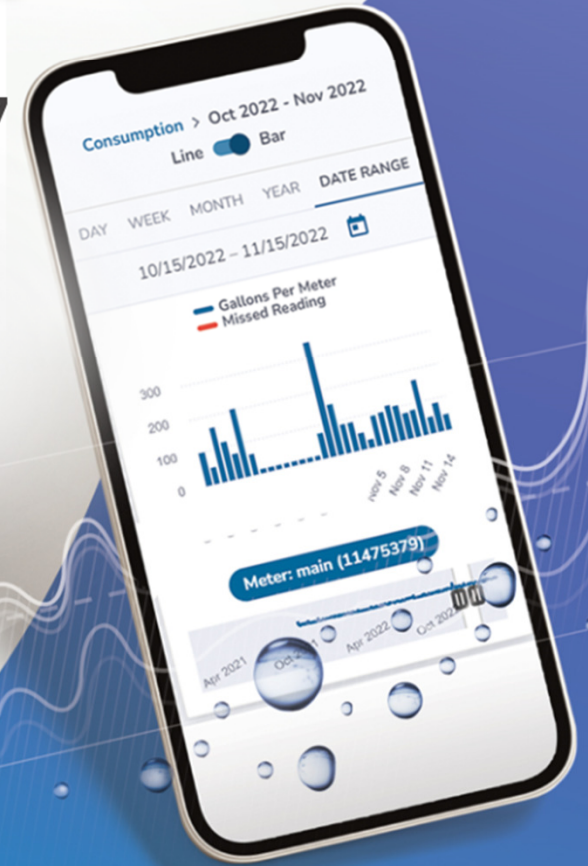 Consumption > Oct 2022 - Nov 2022
Line Bar
DAY WEEK MONTH YEAR DATE RANGE
10/15/2022 – 11/15/2022
Gallons Per Meter
Missed Reading
300
200
100
0
Nov 5 Nov 8 Nov 11 Nov 14
Meter: main (11475379)
Apr 2021 Oct Apr 2022 Oct